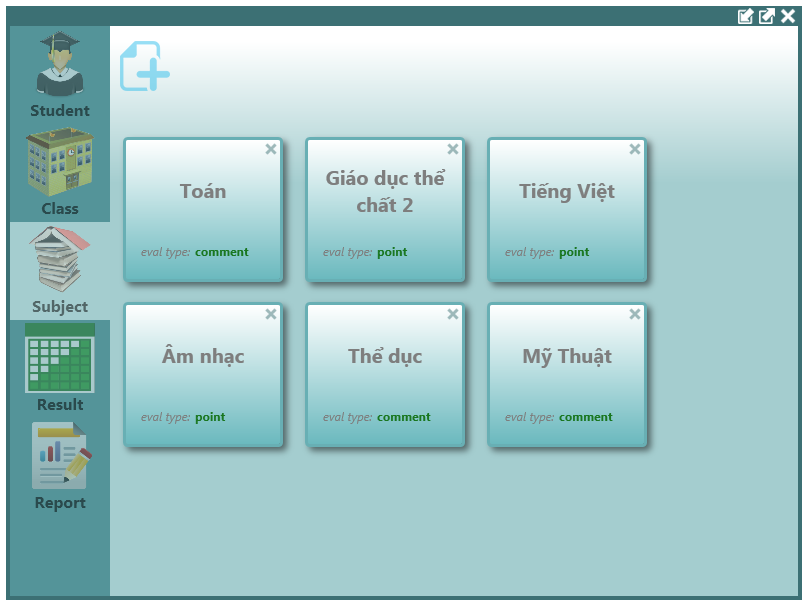 Student
Class
Subject
Result
Report
Toán
eval type: comment
Giáo dục thể
chất 2
eval type: point
Tiếng Việt
eval type: point
Âm nhạc
eval type: point
Thể dục
eval type: comment
Mỹ Thuật
eval type: comment